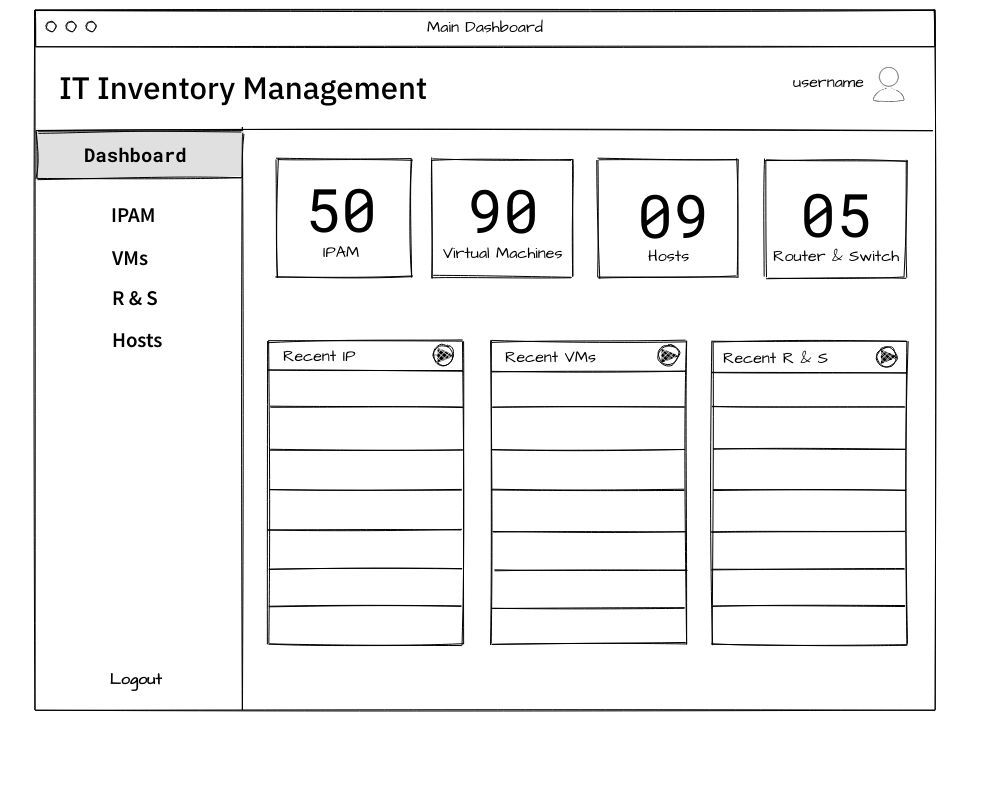 Main Dashboard
IT Inventory Management
username
Dashboard
IPAM
VMs
R & S
Hosts
Logout
50
IPAM
90
Virtual Machines
09
Hosts
05
Router & Switch
Recent IP
Recent VMs
Recent R & S